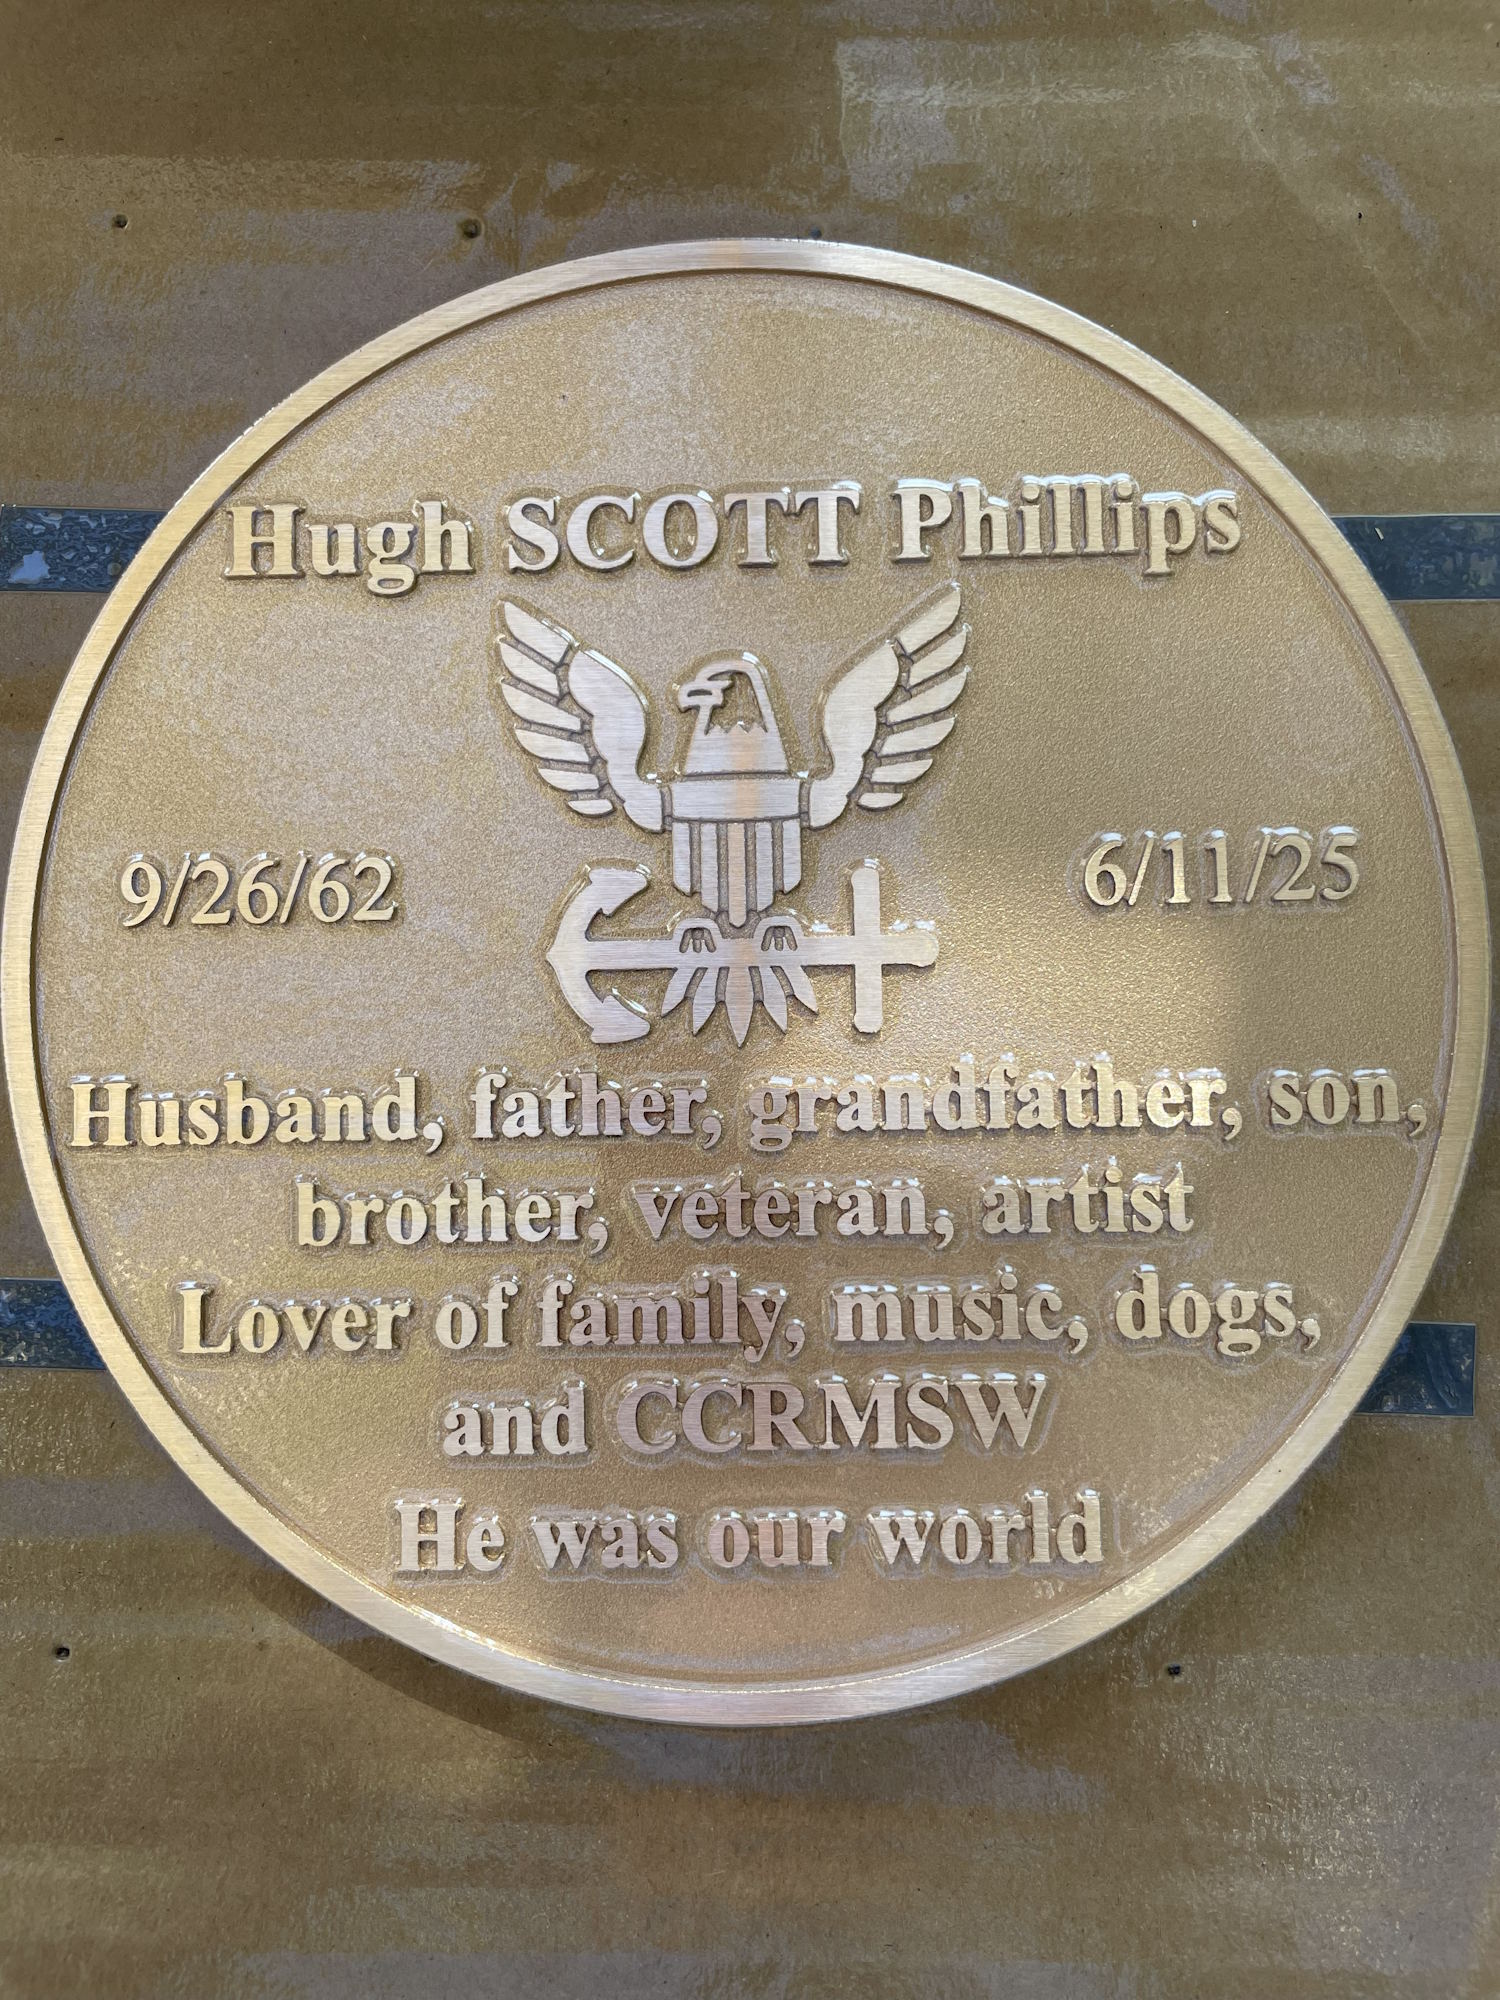 Hugh SCOTT Phillips
9/26/62
6/11/25
Husband, father, grandfather, son,
brother, veteran, artist
Lover of family, music, dogs,
and CCRMSW
He was our world